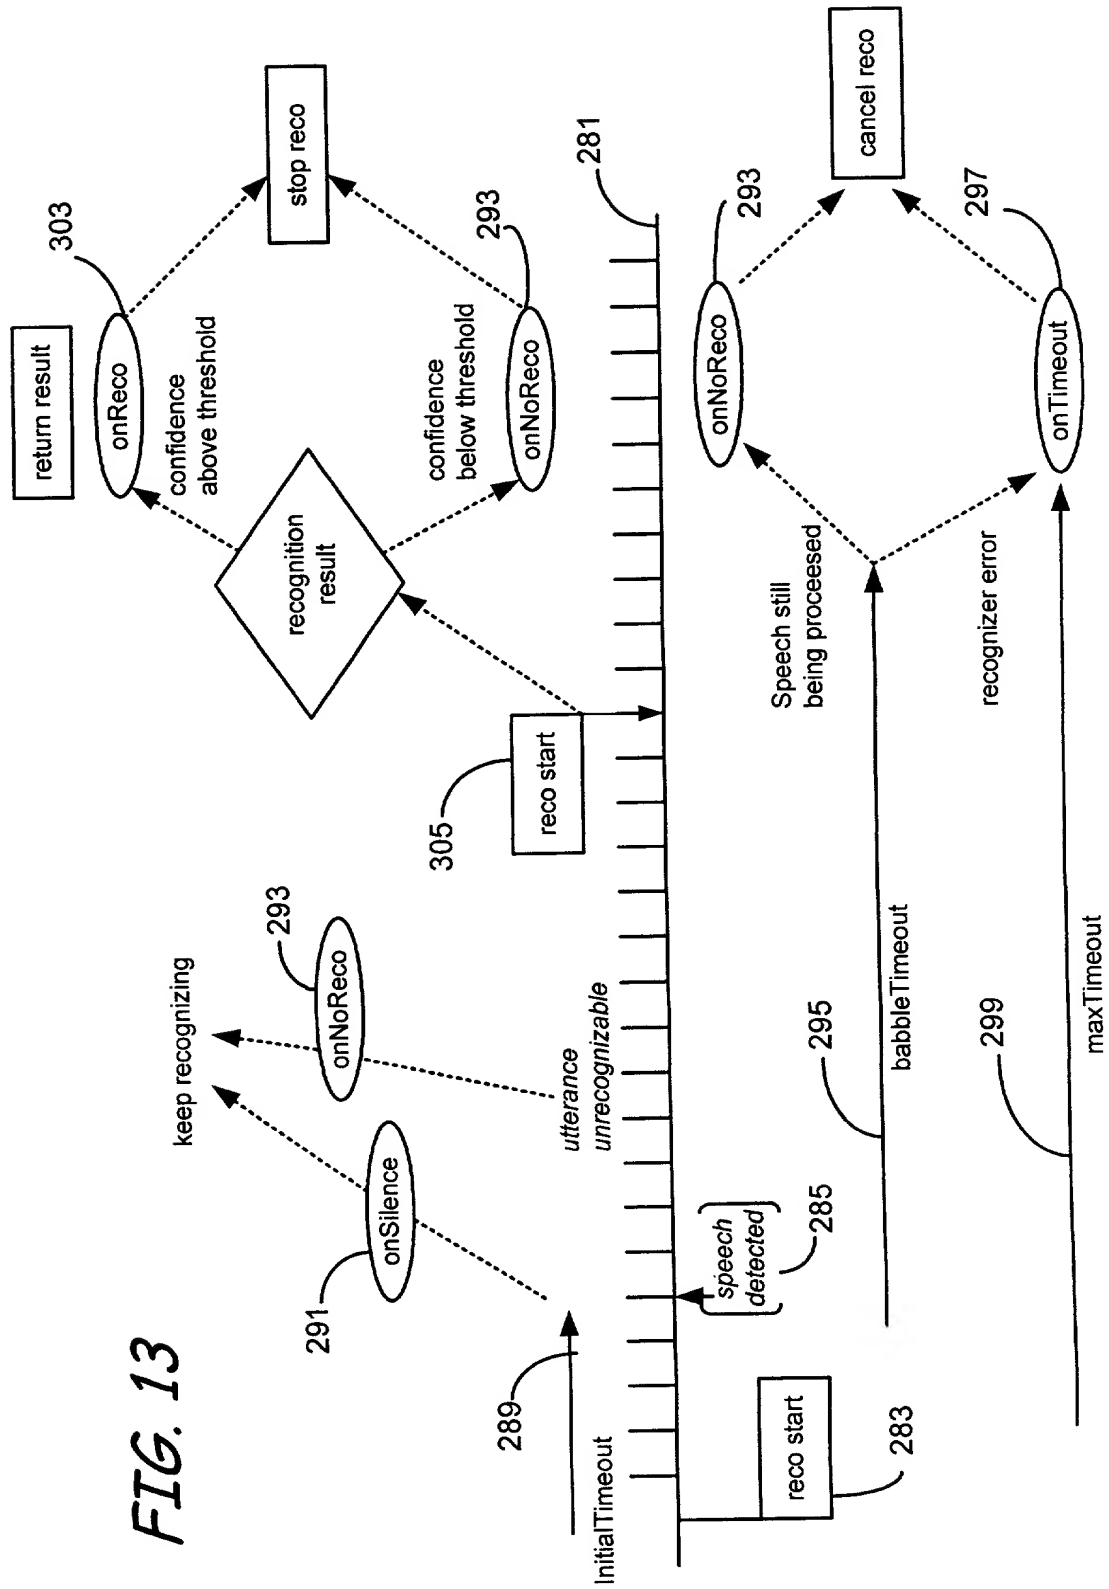 FIG. 13
return result
303
onReco
confidence
above threshold
stop reco
recognition
result
confidence
below threshold
293
onNoReco
281
keep recognizing
293
onNoReco
291
onSilence
305
reco start
utterance
unrecognizable
289
InitialTimeout
speech
detected
285
reco start
283
293
onNoReco
Speech still
being proceesed
cancel reco
295
babbleTimeout
recognizer error
297
onTimeout
299
maxTimeout